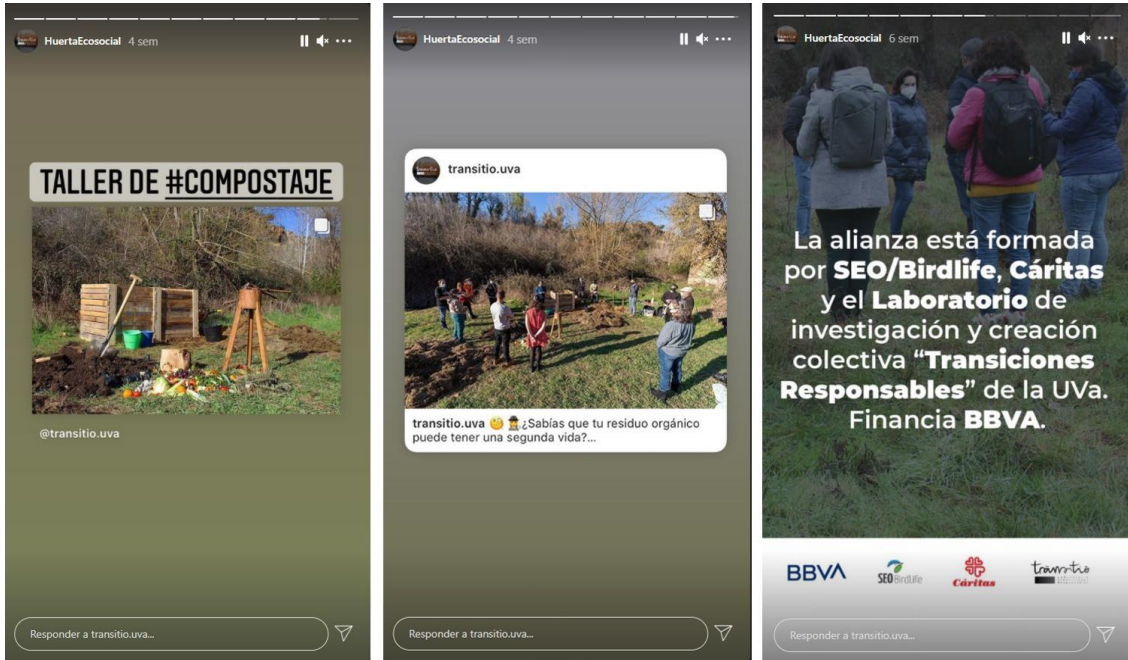 HuertaEcosocial 4 sem
TALLER DE #COMPOSTAJE
@transitio.uva
Responder a transitio.uva...
HuertaEcosocial 4 sem
transitio.uva
transitio.uva 🧐 🕵️ ¿Sabías que tu residuo orgánico
puede tener una segunda vida?...
Responder a transitio.uva...
HuertaEcosocial 6 sem
La alianza está formada
por SEO/Birdlife, Cáritas
y el Laboratorio de
investigación y creación
colectiva “Transiciones
Responsables” de la UVa.
Financia BBVA.
BBVA
SEO BirdLife
Cáritas
transitio
Responder a transitio.uva...